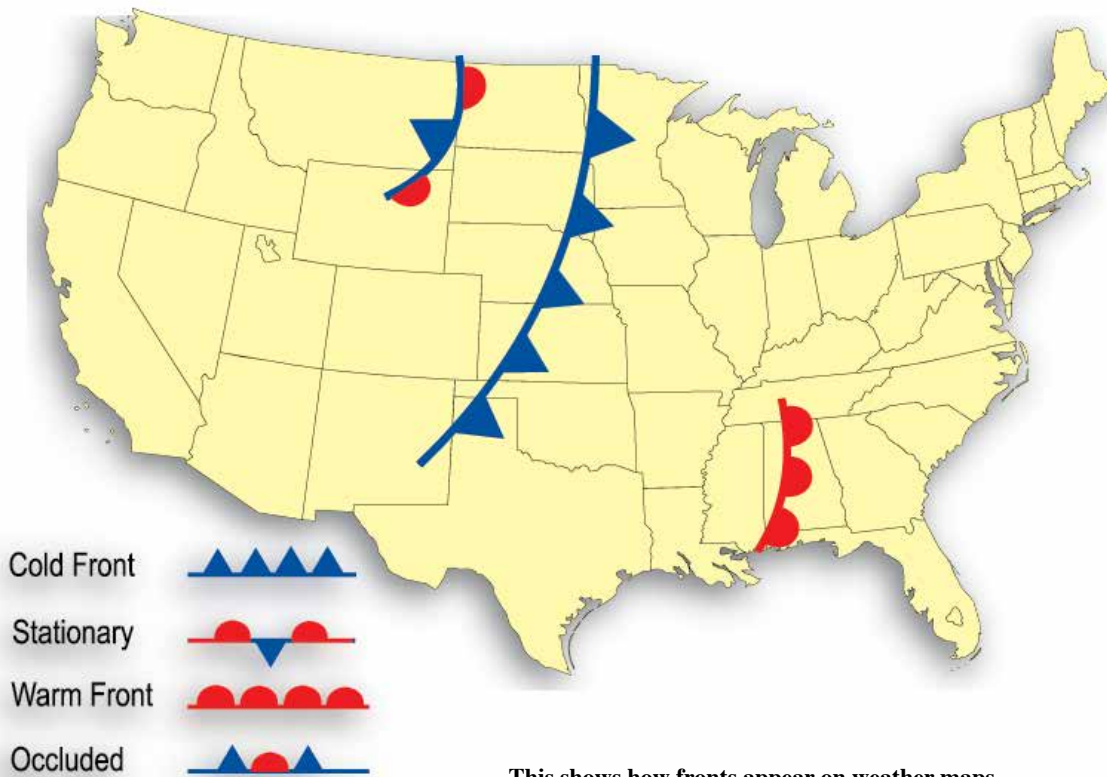 Cold Front
Stationary
Warm Front
Occluded
This shows how fronts appear on weather maps